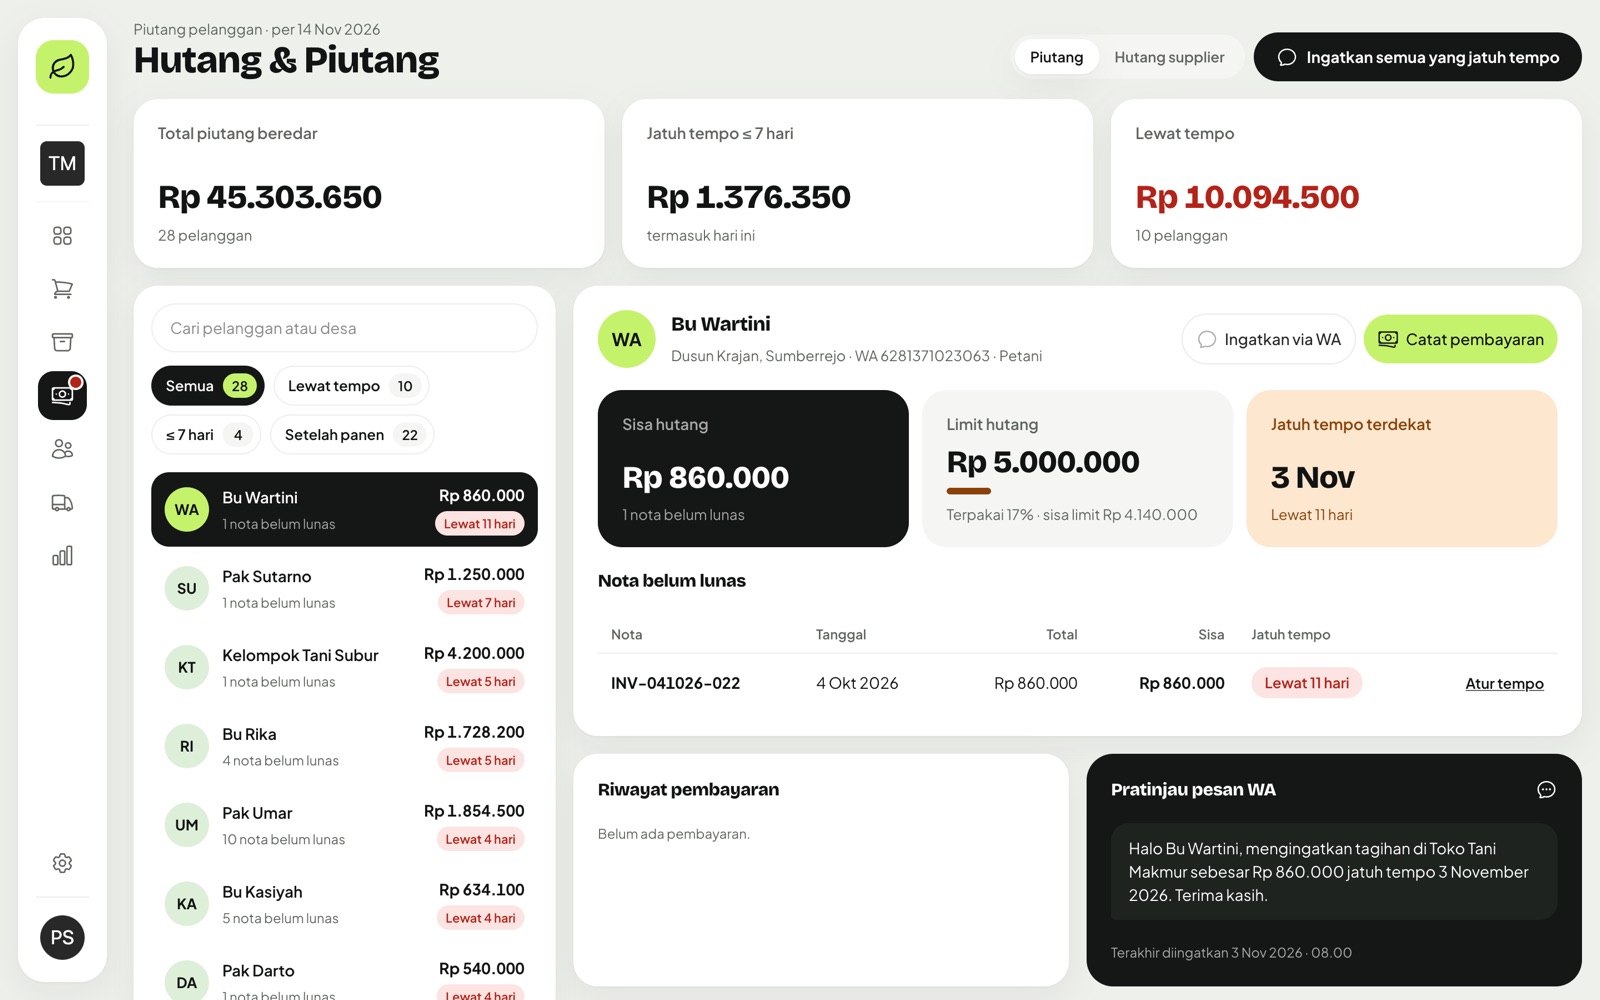 Piutang pelanggan · per 14 Nov 2026
Hutang & Piutang
Piutang
Hutang supplier
Ingatkan semua yang jatuh tempo
TM
PS
Total piutang beredar
Rp 45.303.650
28 pelanggan
Jatuh tempo ≤ 7 hari
Rp 1.376.350
termasuk hari ini
Lewat tempo
Rp 10.094.500
10 pelanggan
Cari pelanggan atau desa
Semua 28
Lewat tempo 10
≤ 7 hari 4
Setelah panen 22
WA
Bu Wartini
Rp 860.000
1 nota belum lunas
Lewat 11 hari
SU
Pak Sutarno
Rp 1.250.000
1 nota belum lunas
Lewat 7 hari
KT
Kelompok Tani Subur
Rp 4.200.000
1 nota belum lunas
Lewat 5 hari
RI
Bu Rika
Rp 1.728.200
4 nota belum lunas
Lewat 5 hari
UM
Pak Umar
Rp 1.854.500
10 nota belum lunas
Lewat 4 hari
KA
Bu Kasiyah
Rp 634.100
5 nota belum lunas
Lewat 4 hari
DA
Pak Darto
Rp 540.000
1 nota belum lunas
Lewat 4 hari
WA
Bu Wartini
Dusun Krajan, Sumberrejo · WA 6281371023063 · Petani
Ingatkan via WA
Catat pembayaran
Sisa hutang
Rp 860.000
1 nota belum lunas
Limit hutang
Rp 5.000.000
Terpakai 17% · sisa limit Rp 4.140.000
Jatuh tempo terdekat
3 Nov
Lewat 11 hari
Nota belum lunas
Nota Tanggal Total Sisa Jatuh tempo
INV-041026-022 4 Okt 2026 Rp 860.000 Rp 860.000 Lewat 11 hari Atur tempo
Riwayat pembayaran
Belum ada pembayaran.
Pratinjau pesan WA
Halo Bu Wartini, mengingatkan tagihan di Toko Tani
Makmur sebesar Rp 860.000 jatuh tempo 3 November
2026. Terima kasih.
Terakhir diingatkan 3 Nov 2026 · 08.00